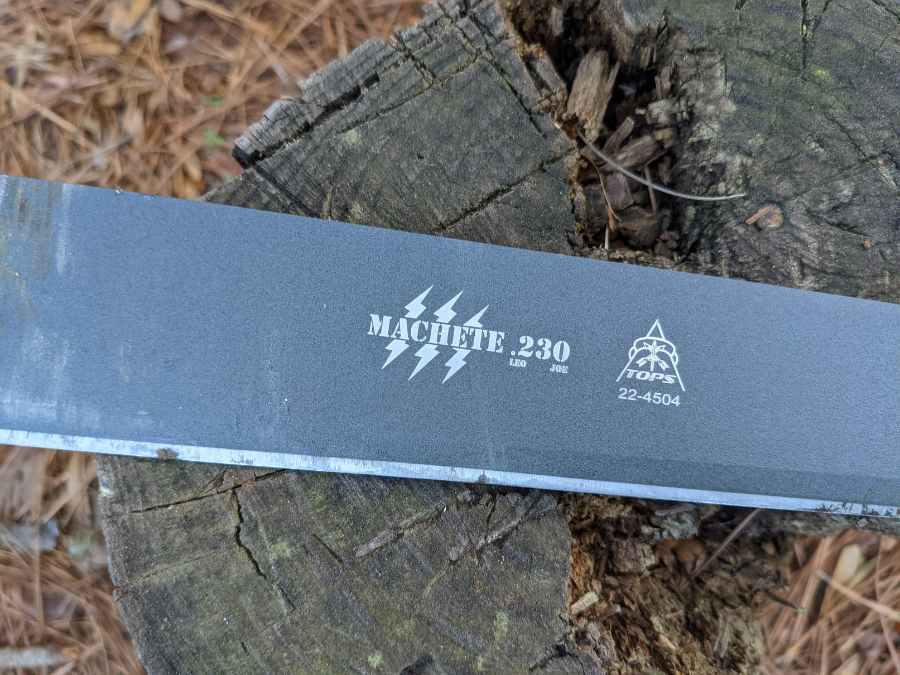 MACHETE .230
LEO JOE
TOPS
22-4504